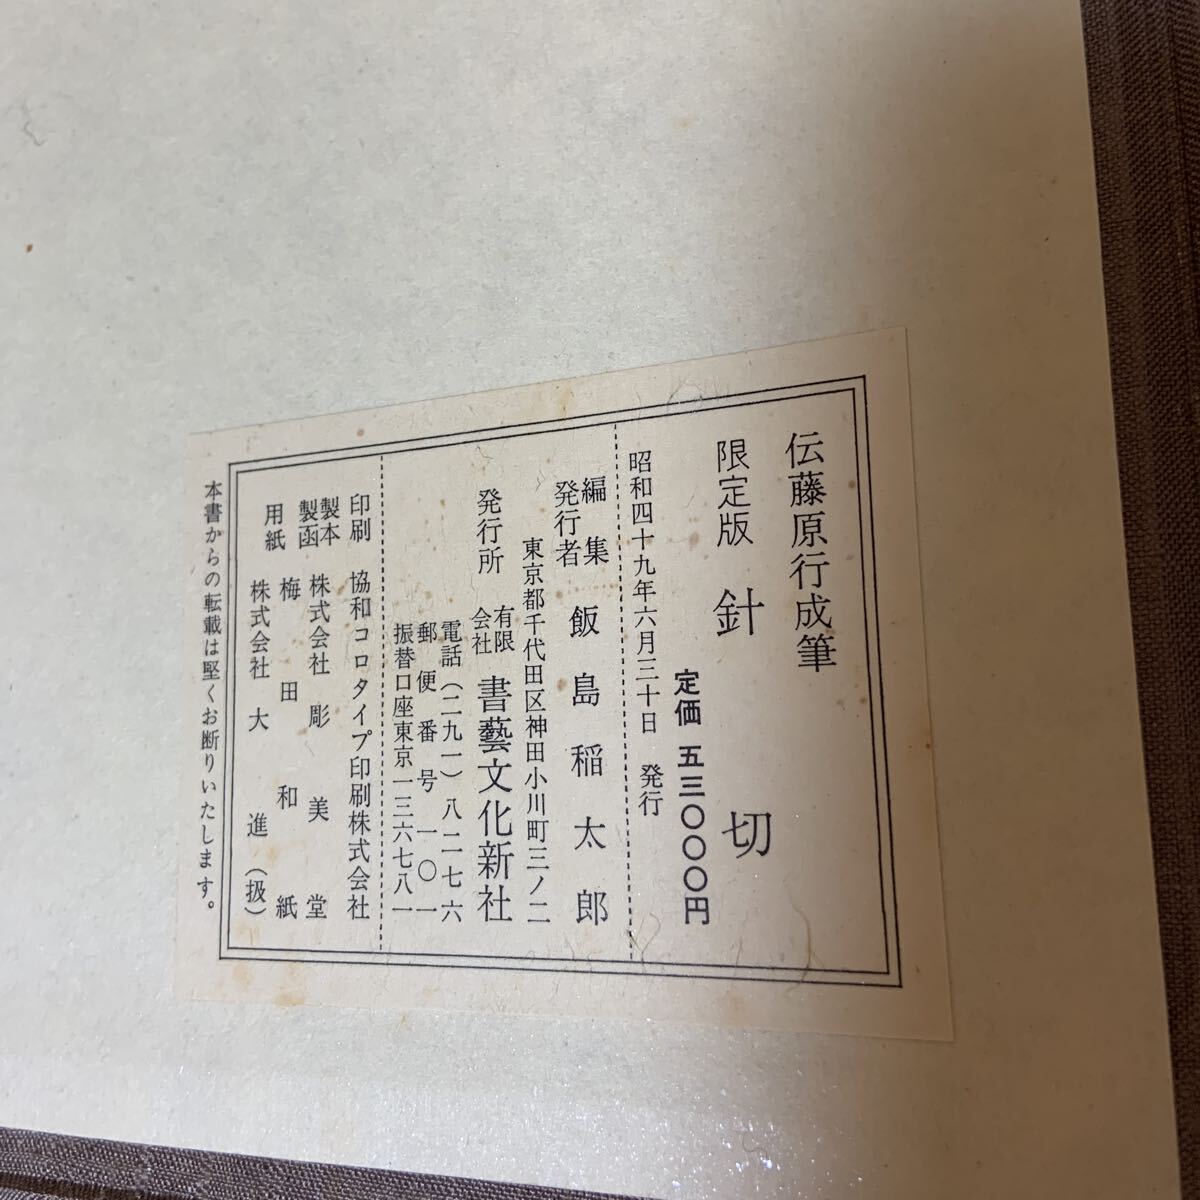 伝藤原行成筆
限定版 針切
定価 五三〇〇〇円
昭和四十九年六月三十日 発行
編集
発行者 飯島稲太郎
東京都千代田区神田小川町三ノ二
発行所 有限会社 書藝文化新社
電話(二九一)八二七六
郵便番号一〇一
振替口座東京一三六七八一
印刷 協和コロタイプ印刷株式会社
製本
製函 株式会社 彫美堂
用紙 梅田和紙
株式会社 大進(扱)
本書からの転載は堅くお断りいたします。